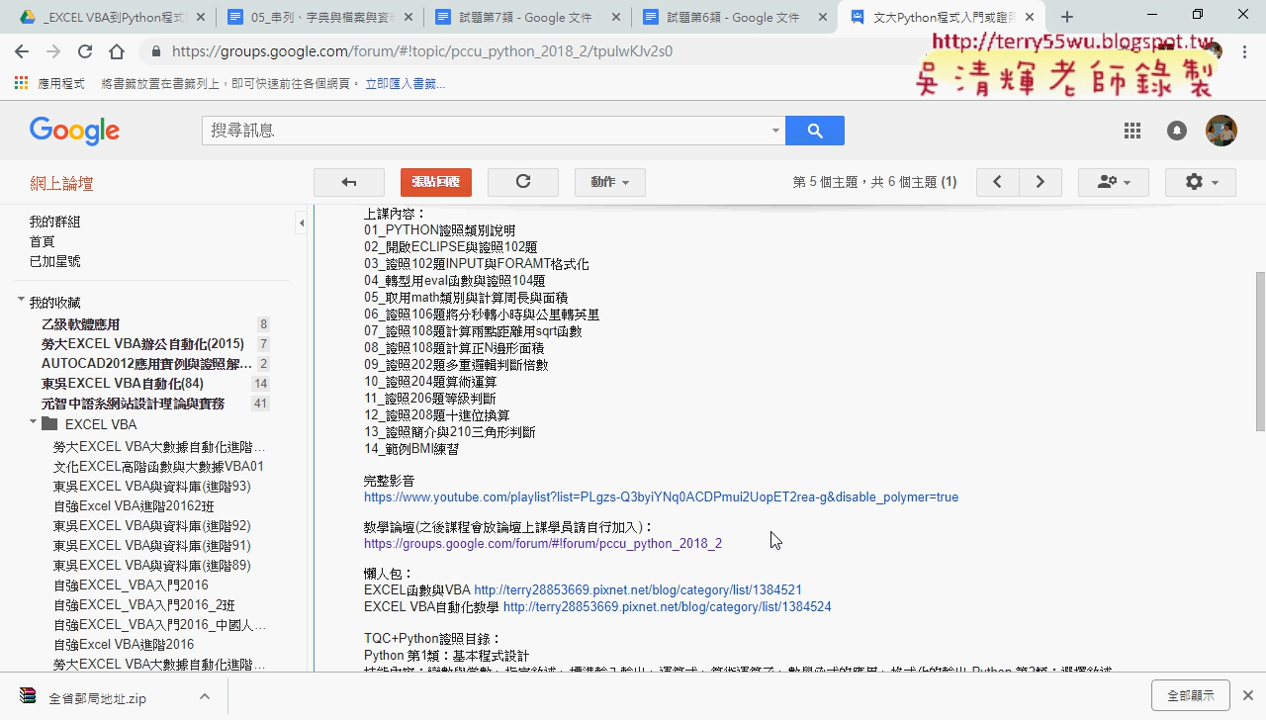 _EXCEL VBA到Python程式
05_串列、字典與檔案與資
試題第7類 - Google 文件
試題第6類 - Google 文件
文大Python程式入門或證照
https://groups.google.com/forum/#!topic/pccu_python_2018_2/tpuIwKJv2s0
http://terry55wu.blogspot.tw
吳清輝老師錄製
應用程式
將書籤放置在書籤列上，即可快速前往各個網頁。
立即匯入書籤...
Google
搜尋訊息
網上論壇
張貼回覆
動作
第 5 個主題，共 6 個主題 (1)
我的群組
首頁
已加星號
我的收藏
乙級軟體應用 8
勞大EXCEL VBA辦公自動化(2015) 7
AUTOCAD2012應用實例與證照解... 2
東吳EXCEL VBA自動化(84) 14
元智中語系網站設計理論與實務 41
EXCEL VBA
勞大EXCEL VBA大數據自動化進階...
文化EXCEL高階函數與大數據VBA01
東吳EXCEL VBA與資料庫(進階93)
自強Excel VBA進階20162班
東吳EXCEL VBA與資料庫(進階92)
東吳EXCEL VBA與資料庫(進階91)
東吳EXCEL VBA與資料庫(進階89)
自強EXCEL_VBA入門2016
自強EXCEL_VBA入門2016_2班
自強EXCEL_VBA入門2016_中國人...
自強Excel VBA進階2016
勞大EXCEL VBA大數據自動化進階...
上課內容：
01_PYTHON證照類別說明
02_開啟ECLIPSE與證照102題
03_證照102題INPUT與FORAMT格式化
04_轉型用eval函數與證照104題
05_取用math類別與計算周長與面積
06_證照106題將分秒轉小時與公里轉英里
07_證照108題計算兩點距離用sqrt函數
08_證照108題計算正N邊形面積
09_證照202題多重邏輯判斷倍數
10_證照204題算術運算
11_證照206題等級判斷
12_證照208題十進位換算
13_證照簡介與210三角形判斷
14_範例BMI練習
完整影音
https://www.youtube.com/playlist?list=PLgzs-Q3byiYNq0ACDPmui2UopET2rea-g&disable_polymer=true
教學論壇(之後課程會放論壇上課學員請自行加入)：
https://groups.google.com/forum/#!forum/pccu_python_2018_2
懶人包：
EXCEL函數與VBA http://terry28853669.pixnet.net/blog/category/list/1384521
EXCEL VBA自動化教學 http://terry28853669.pixnet.net/blog/category/list/1384524
TQC+Python證照目錄：
Python 第1類：基本程式設計
全省郵局地址.zip
全部顯示